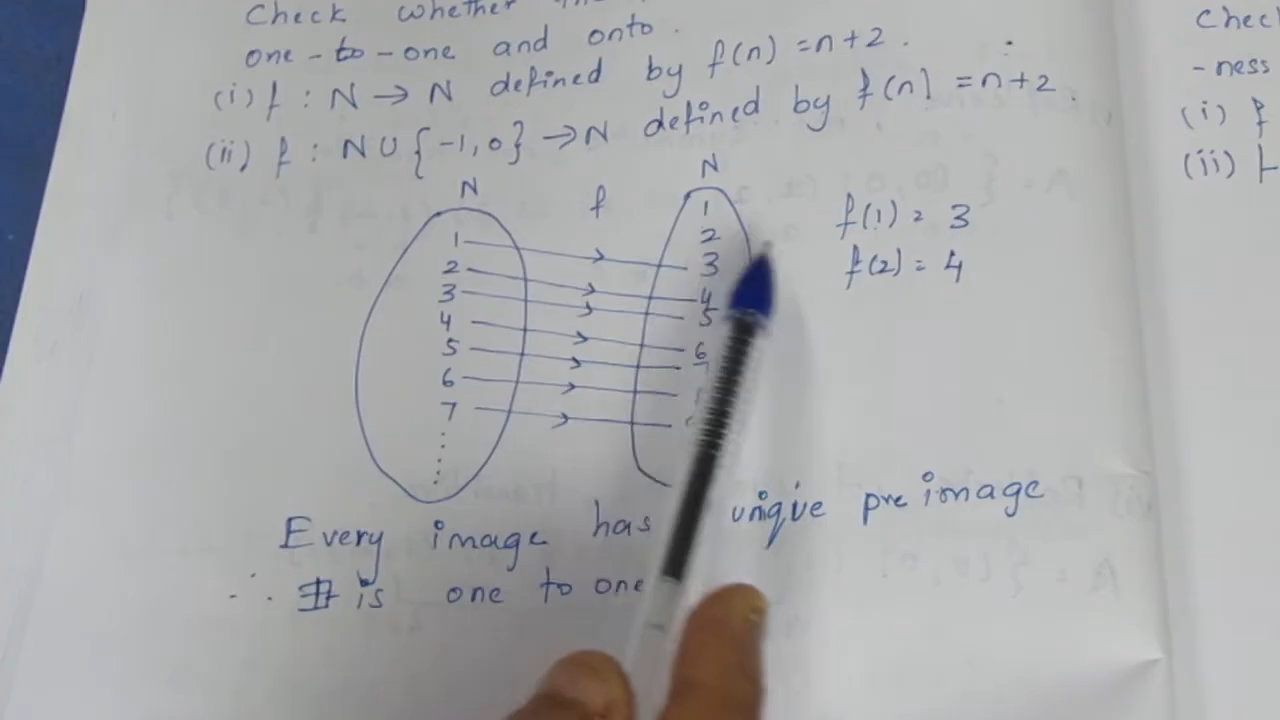 Check whether
one-to-one and onto.
(i) f : N → N defined by f(n) = n+2.
(ii) f : N ∪ {-1,0} → N defined by f(n) = n+2.
N f N
1 1
2 2
3 3
4 4
5 5
6 6
7
f(1) = 3
f(2) = 4
Every image has unique preimage
∴ It is one to one
Check
-ness
(i) f
(ii)